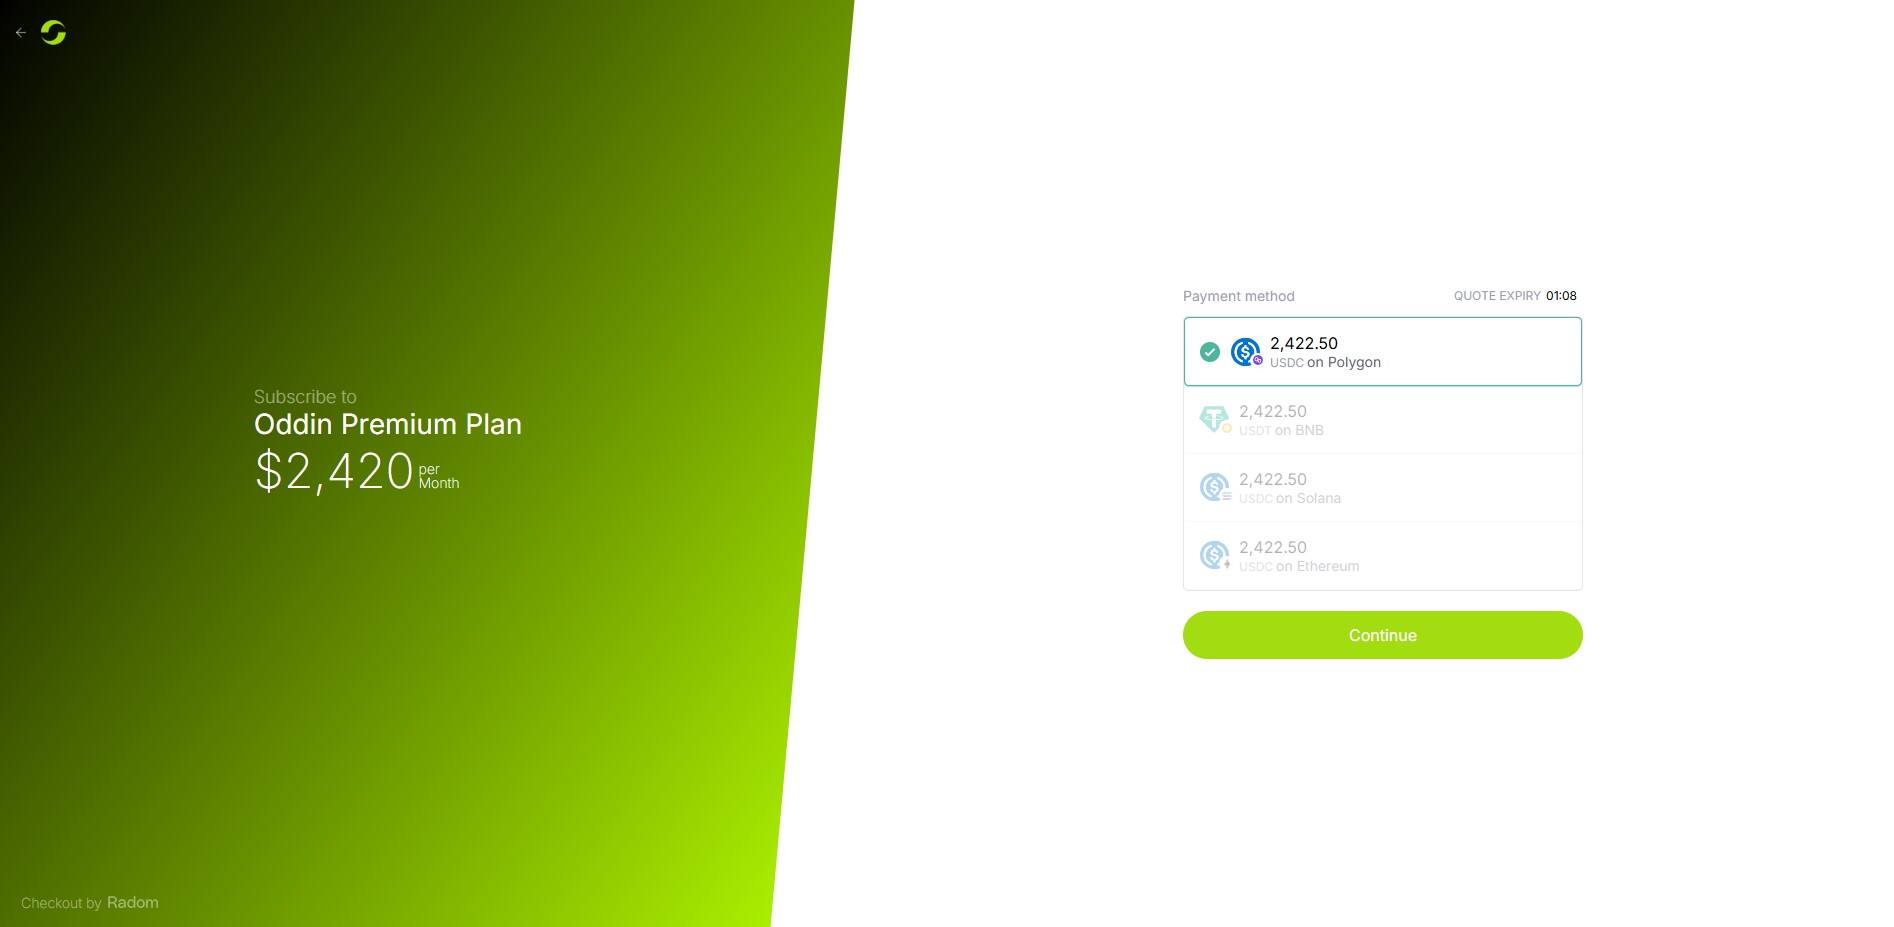 Subscribe to
Oddin Premium Plan
$2,420 per
Month
Checkout by Radom
Payment method
QUOTE EXPIRY 01:08
2,422.50
USDC on Polygon
2,422.50
USDT on BNB
2,422.50
USDC on Solana
2,422.50
USDC on Ethereum
Continue